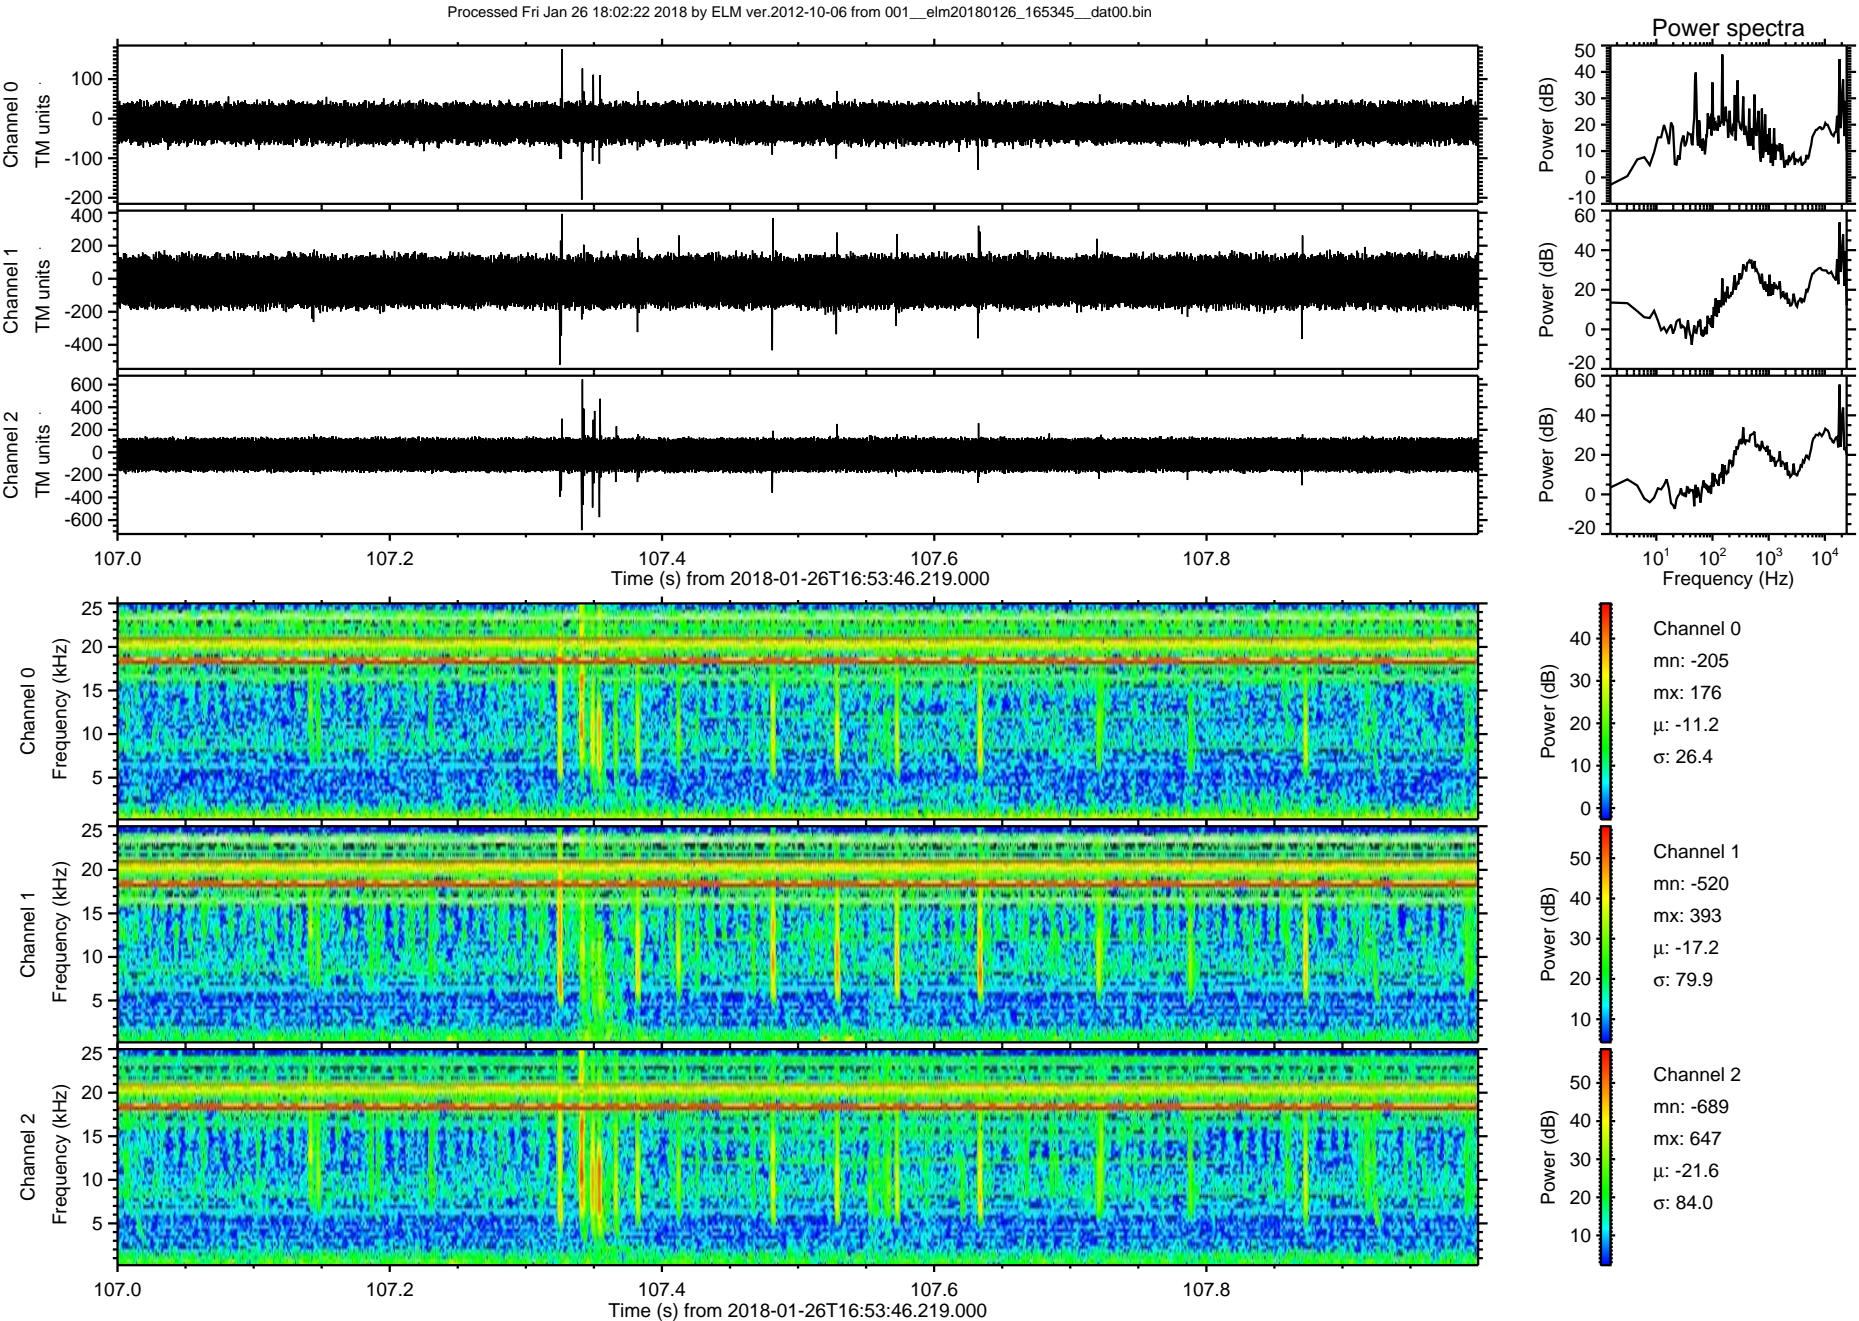 Processed Fri Jan 26 18:02:22 2018 by ELM ver.2012-10-06 from 001__elm20180126_165345__dat00.bin
Power spectra
Channel 0
TM units
100
0
-100
-200
Power (dB)
50
40
30
20
10
0
-10
Channel 1
TM units
400
200
0
-200
-400
Power (dB)
60
40
20
0
-20
Channel 2
TM units
600
400
200
0
-200
-400
-600
Power (dB)
60
40
20
0
-20
107.0 107.2 107.4 107.6 107.8
Time (s) from 2018-01-26T16:53:46.219.000
10^1 10^2 10^3 10^4
Frequency (Hz)
Channel 0
Frequency (kHz)
25
20
15
10
5
Power (dB)
40
30
20
10
0
Channel 0
mn: -205
mx: 176
μ: -11.2
σ: 26.4
Channel 1
Frequency (kHz)
25
20
15
10
5
Power (dB)
50
40
30
20
10
Channel 1
mn: -520
mx: 393
μ: -17.2
σ: 79.9
Channel 2
Frequency (kHz)
25
20
15
10
5
Power (dB)
50
40
30
20
10
Channel 2
mn: -689
mx: 647
μ: -21.6
σ: 84.0
107.0 107.2 107.4 107.6 107.8
Time (s) from 2018-01-26T16:53:46.219.000